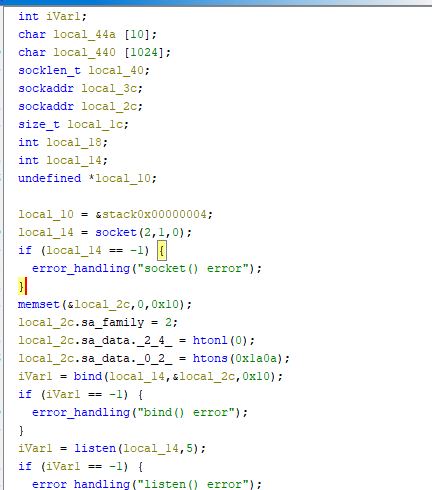 int iVar1;
char local_44a [10];
char local_440 [1024];
socklen_t local_40;
sockaddr local_3c;
sockaddr local_2c;
size_t local_1c;
int local_18;
int local_14;
undefined *local_10;
local_10 = &stack0x00000004;
local_14 = socket(2,1,0);
if (local_14 == -1) {
error_handling("socket() error");
}
memset(&local_2c,0,0x10);
local_2c.sa_family = 2;
local_2c.sa_data._2_4_ = htonl(0);
local_2c.sa_data._0_2_ = htons(0x1a0a);
iVar1 = bind(local_14,&local_2c,0x10);
if (iVar1 == -1) {
error_handling("bind() error");
}
iVar1 = listen(local_14,5);
if (iVar1 == -1) {
error_handling("listen() error");